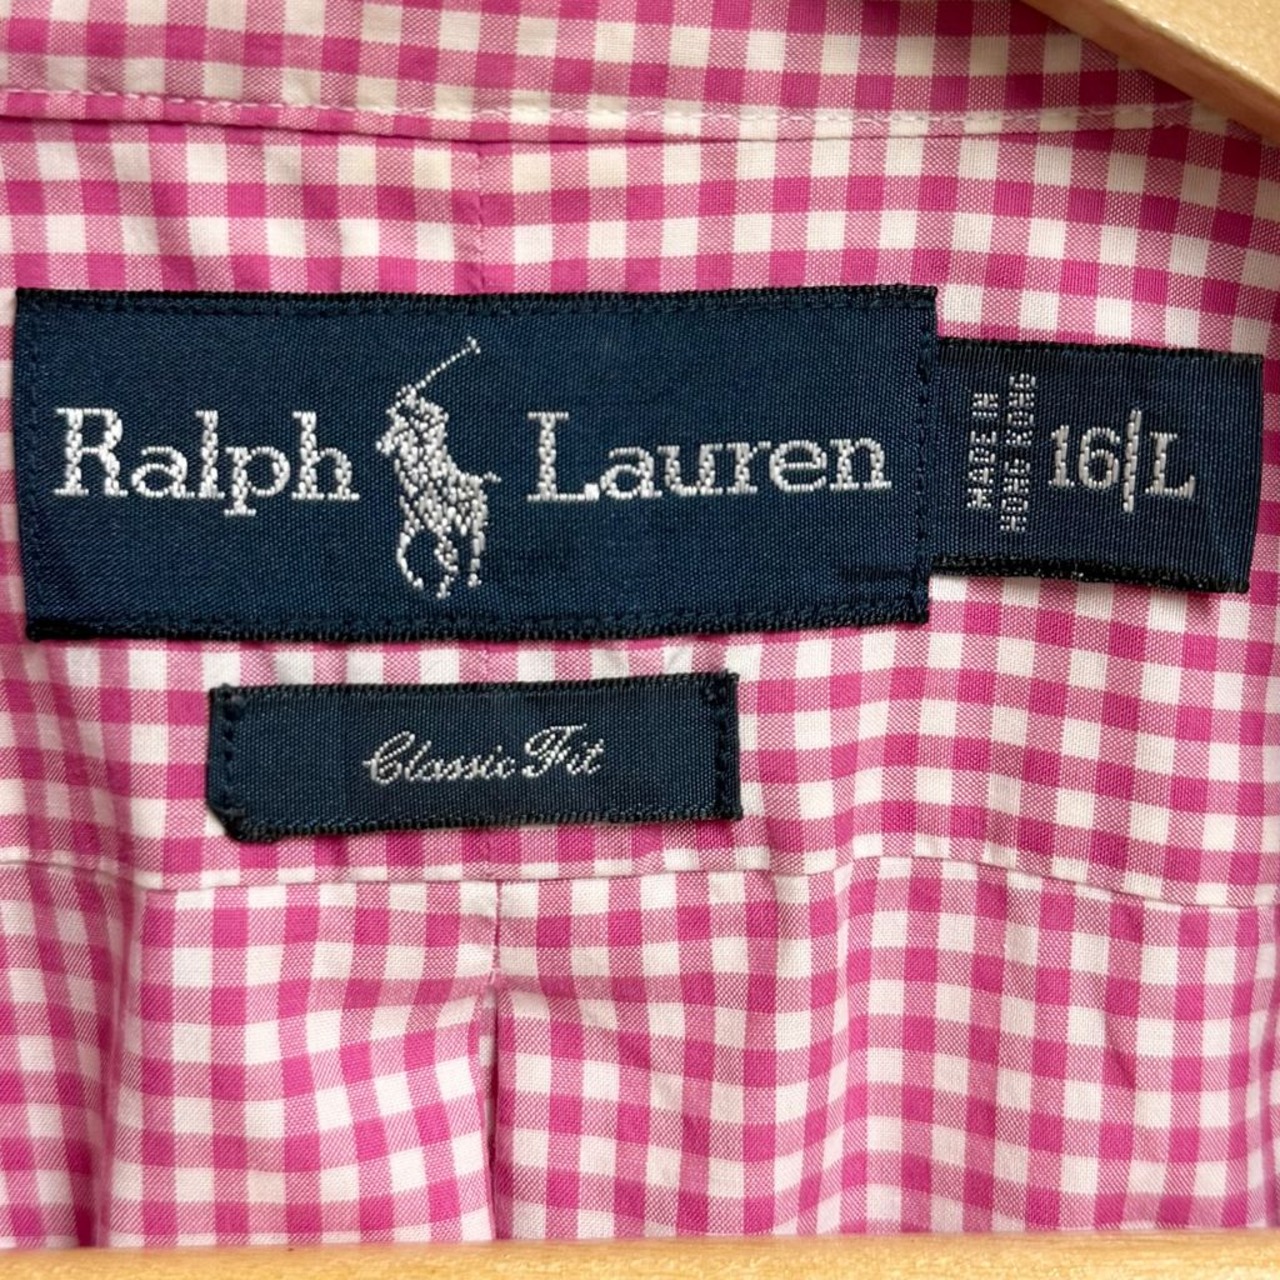 Ralph Lauren
MADE IN
HONG KONG
16/L
Classic Fit